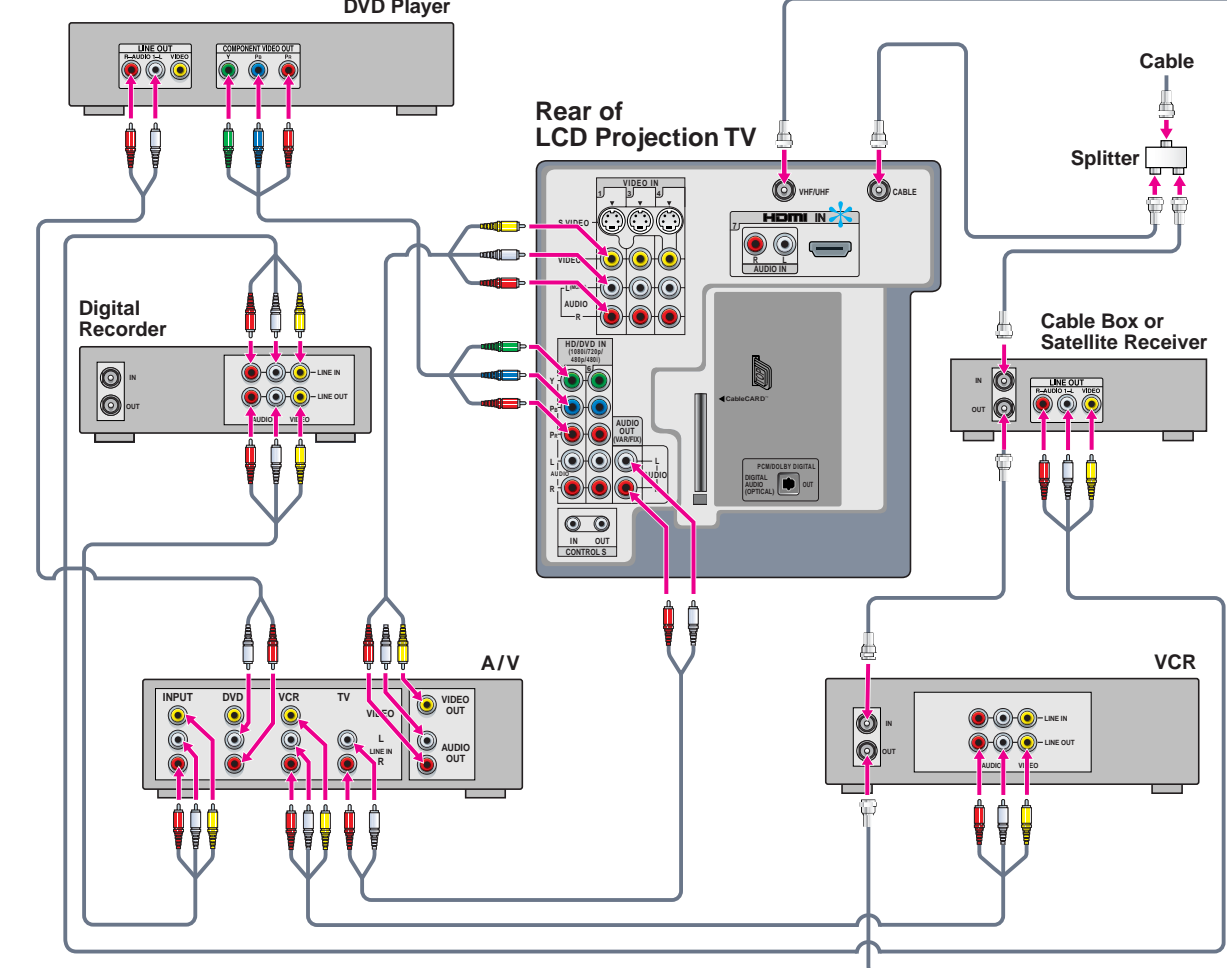 DVD Player
LINE OUT
R–AUDIO 1–L VIDEO
COMPONENT VIDEO OUT
Y PB PR
Cable
Splitter
Rear of
LCD Projection TV
VIDEO IN
1 3 4
S VIDEO
VIDEO
AUDIO
R
VHF/UHF
CABLE
7
HDMI IN
R L
AUDIO IN
Digital
Recorder
IN
OUT
LINE IN
LINE OUT
AUDIO VIDEO
HD/DVD IN
(1080i/720p/
480p/480i)
6
Y
PB
PR
L
AUDIO
R
AUDIO
OUT
(VAR/FIX)
L
AUDIO
IN OUT
CONTROL S
CableCARD™
PCM/DOLBY DIGITAL
DIGITAL
AUDIO
(OPTICAL)
OUT
Cable Box or
Satellite Receiver
IN
OUT
LINE OUT
R–AUDIO 1–L VIDEO
A/V
INPUT DVD VCR TV
VIDEO
L
LINE IN
R
VIDEO
OUT
AUDIO
OUT
VCR
IN
OUT
LINE IN
LINE OUT
AUDIO VIDEO